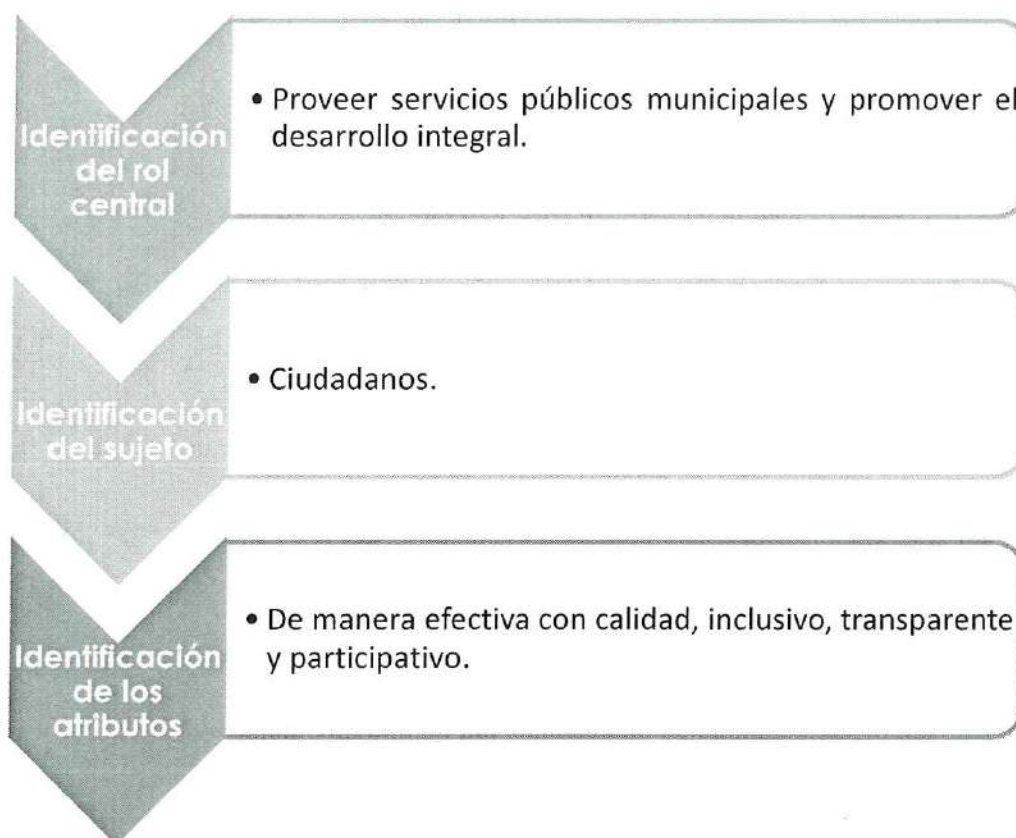 Identificación
del rol
central
• Proveer servicios públicos municipales y promover el
desarrollo integral.
Identificación
del sujeto
• Ciudadanos.
Identificación
de los
atributos
• De manera efectiva con calidad, inclusivo, transparente
y participativo.